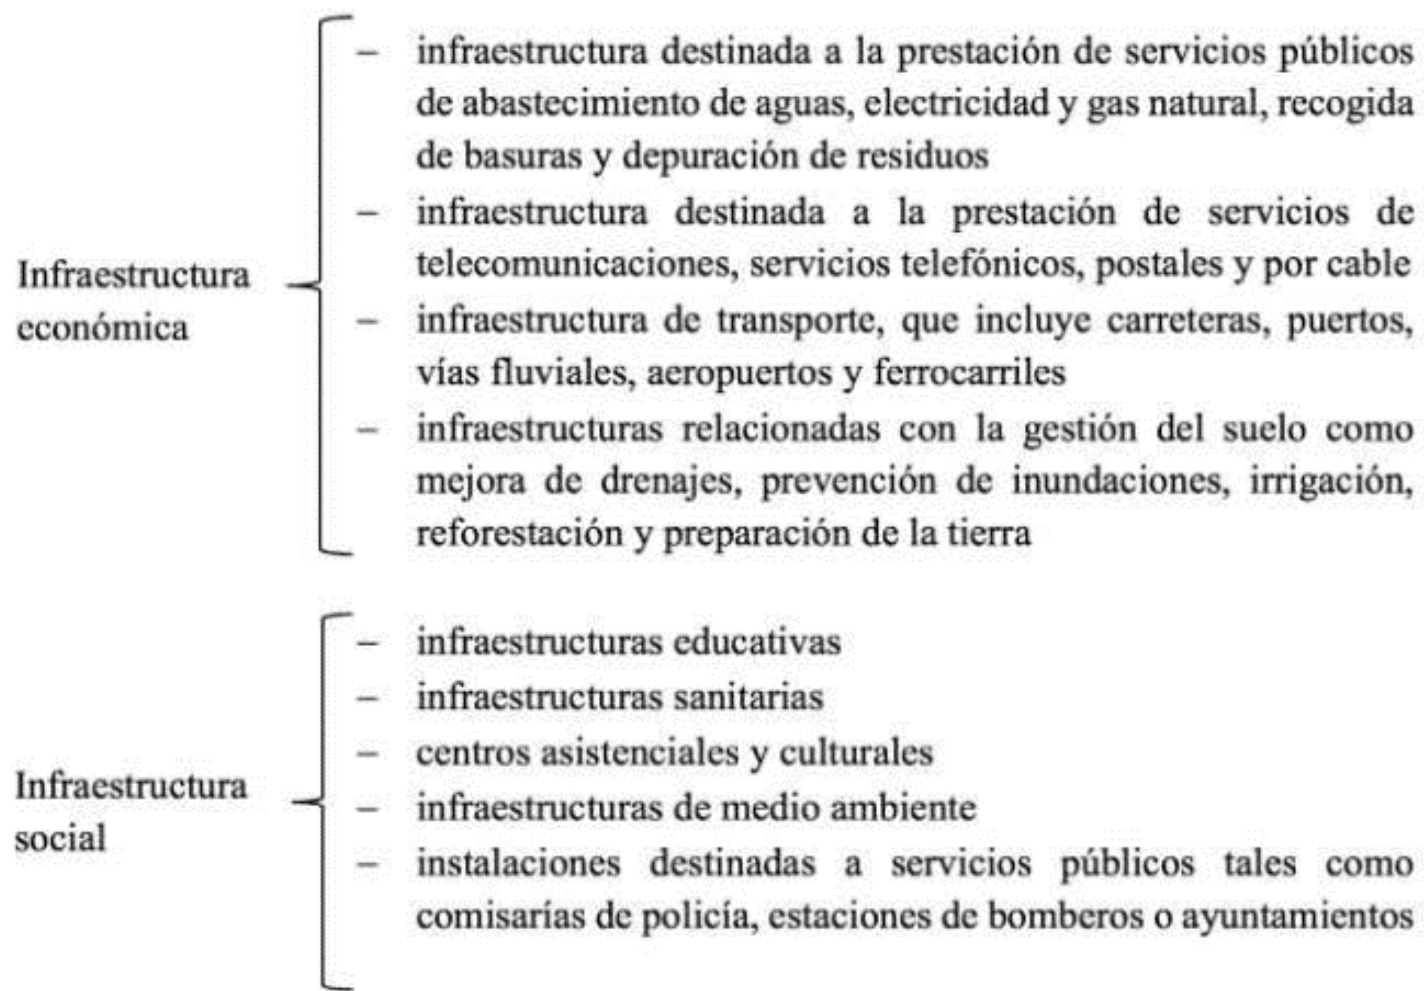 Infraestructura
económica
– infraestructura destinada a la prestación de servicios públicos
de abastecimiento de aguas, electricidad y gas natural, recogida
de basuras y depuración de residuos
– infraestructura destinada a la prestación de servicios de
telecomunicaciones, servicios telefónicos, postales y por cable
– infraestructura de transporte, que incluye carreteras, puertos,
vías fluviales, aeropuertos y ferrocarriles
– infraestructuras relacionadas con la gestión del suelo como
mejora de drenajes, prevención de inundaciones, irrigación,
reforestación y preparación de la tierra
Infraestructura
social
– infraestructuras educativas
– infraestructuras sanitarias
– centros asistenciales y culturales
– infraestructuras de medio ambiente
– instalaciones destinadas a servicios públicos tales como
comisarías de policía, estaciones de bomberos o ayuntamientos